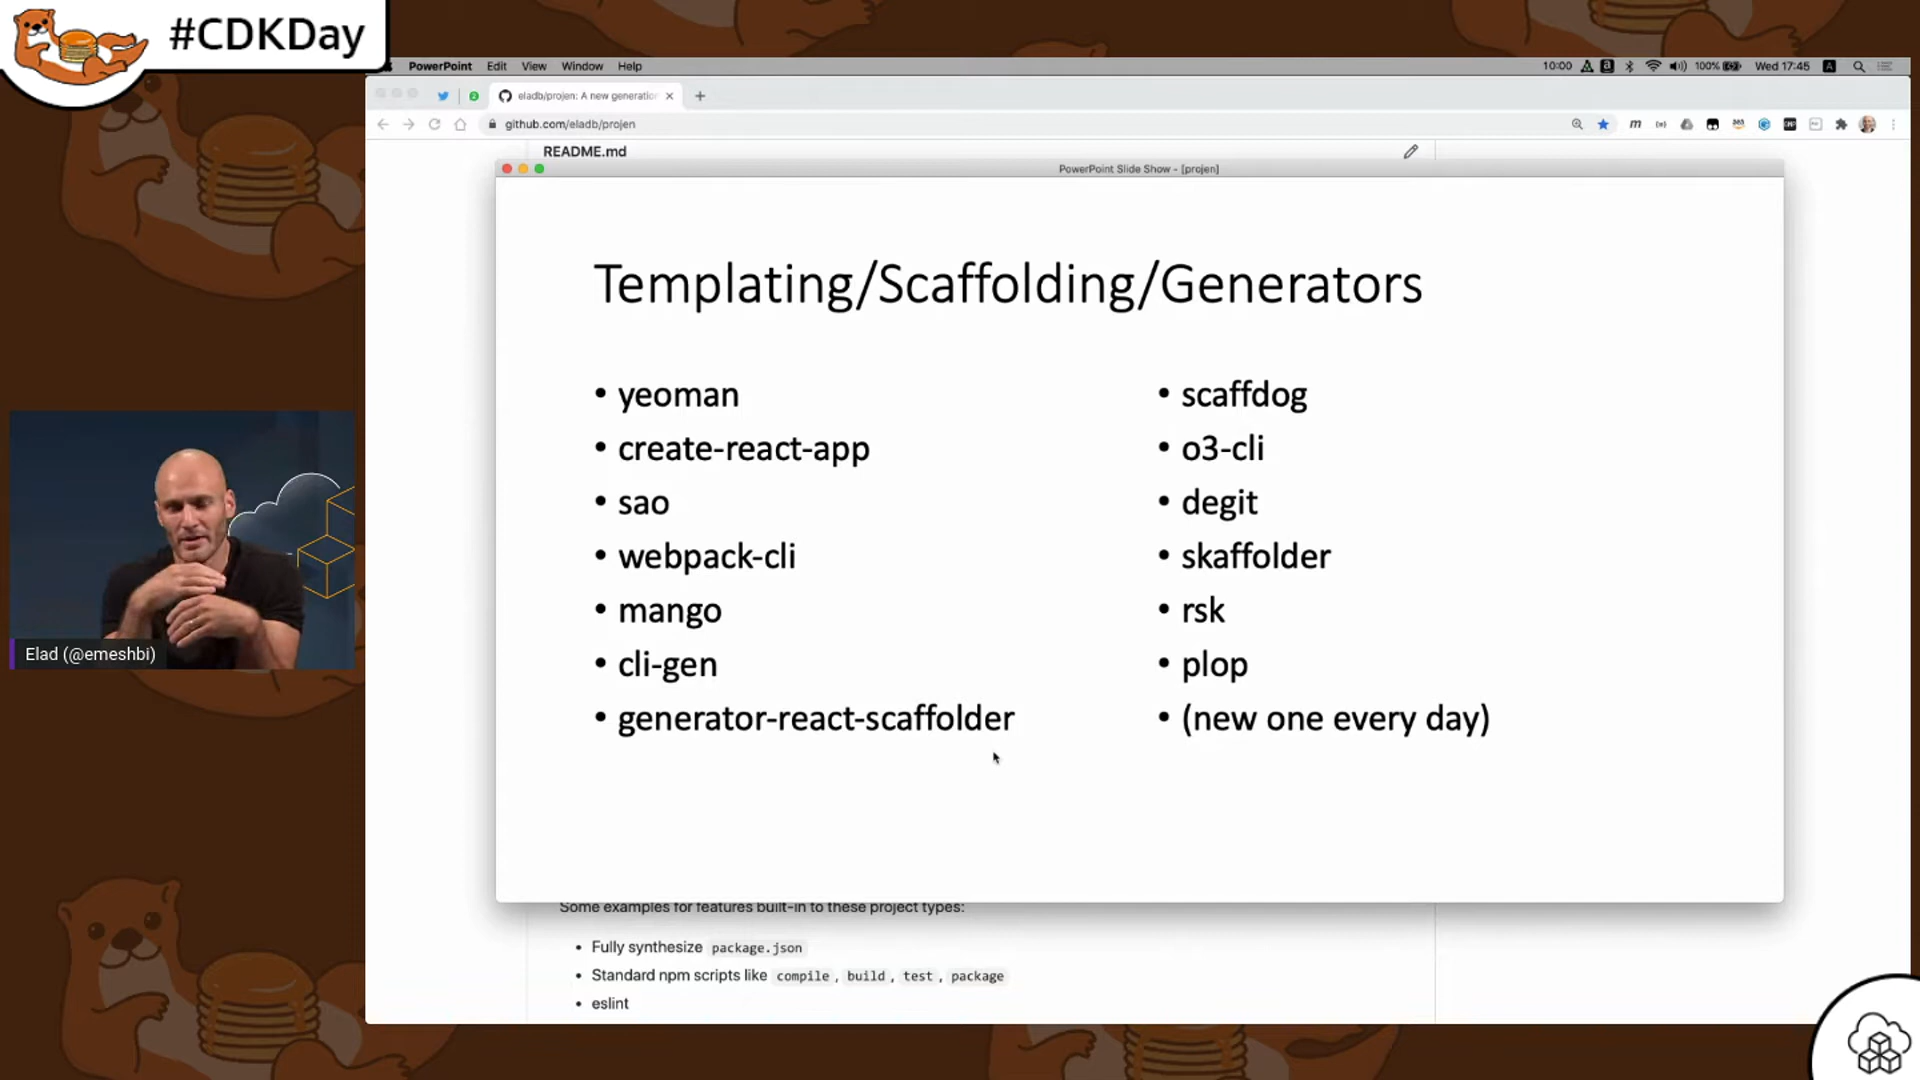 #CDKDay
PowerPoint Edit View Window Help
10:00 100% Wed 17:45
eladb/projen: A new generation
github.com/eladb/projen
README.md
PowerPoint Slide Show - [projen]
Templating/Scaffolding/Generators
• yeoman
• create-react-app
• sao
• webpack-cli
• mango
• cli-gen
• generator-react-scaffolder
• scaffdog
• o3-cli
• degit
• skaffolder
• rsk
• plop
• (new one every day)
Elad (@emeshbi)
Some examples for features built-in to these project types:
• Fully synthesize package.json
• Standard npm scripts like compile, build, test, package
• eslint